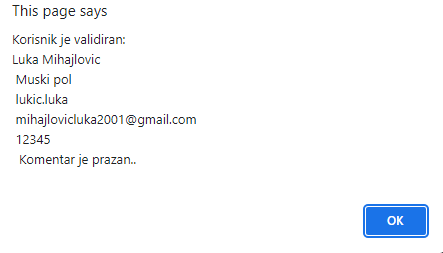 This page says
Korisnik je validiran:
Luka Mihajlovic
Muski pol
lukic.luka
mihajlovicluka2001@gmail.com
12345
Komentar je prazan..
OK